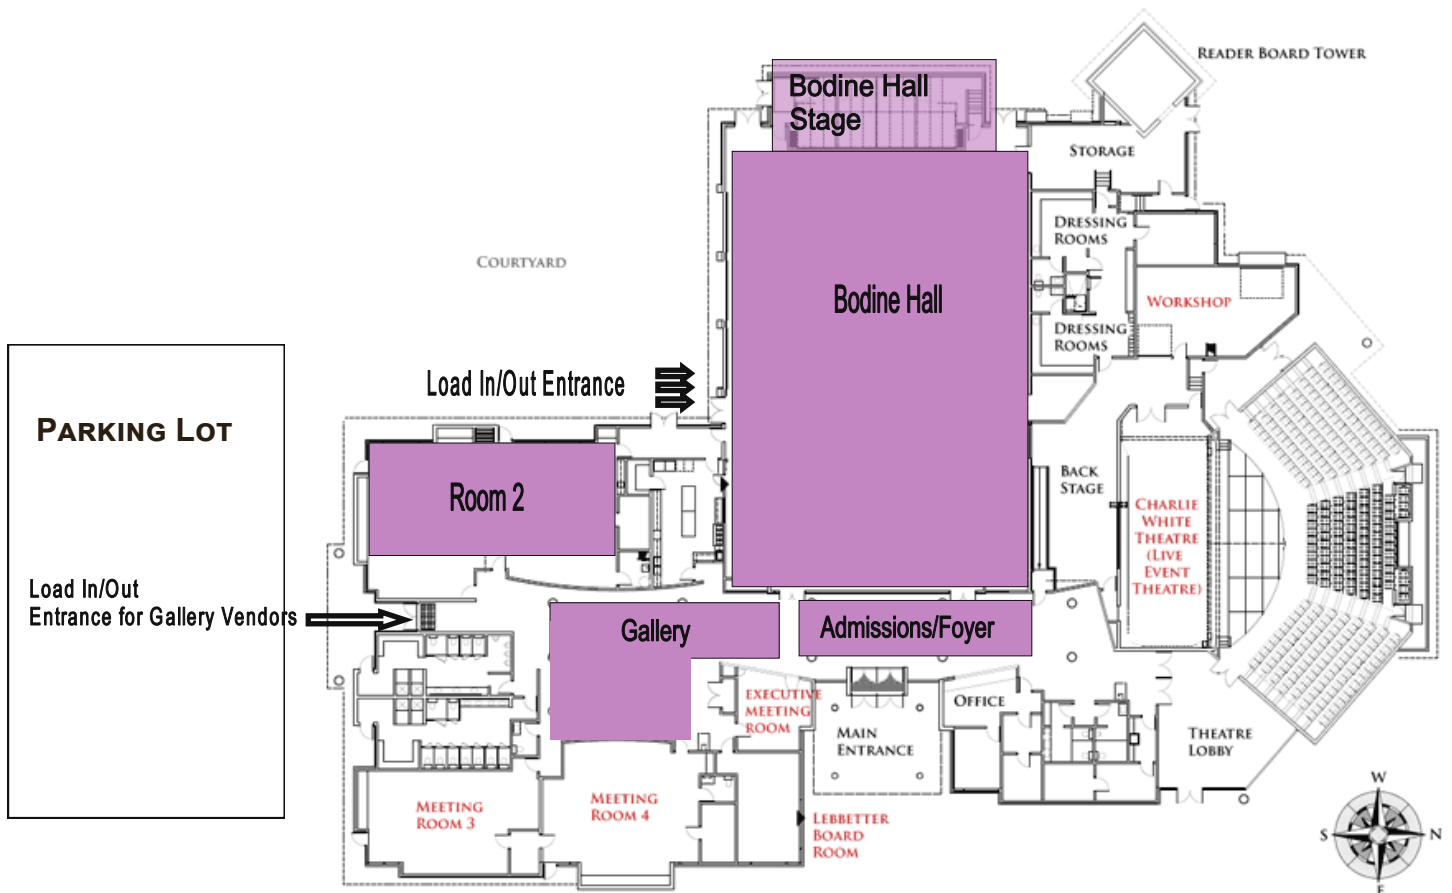 READER BOARD TOWER
Bodine Hall
Stage
STORAGE
DRESSING
ROOMS
COURTYARD
Bodine Hall
WORKSHOP
DRESSING
ROOMS
Load In/Out Entrance
PARKING LOT
Room 2
BACK
STAGE
CHARLIE
WHITE
THEATRE
(LIVE
EVENT
THEATRE)
Load In/Out
Entrance for Gallery Vendors
Gallery
Admissions/Foyer
EXECUTIVE
MEETING
ROOM
OFFICE
MAIN
ENTRANCE
THEATRE
LOBBY
MEETING
ROOM 3
MEETING
ROOM 4
LEBBETTER
BOARD
ROOM
W
S
N
E